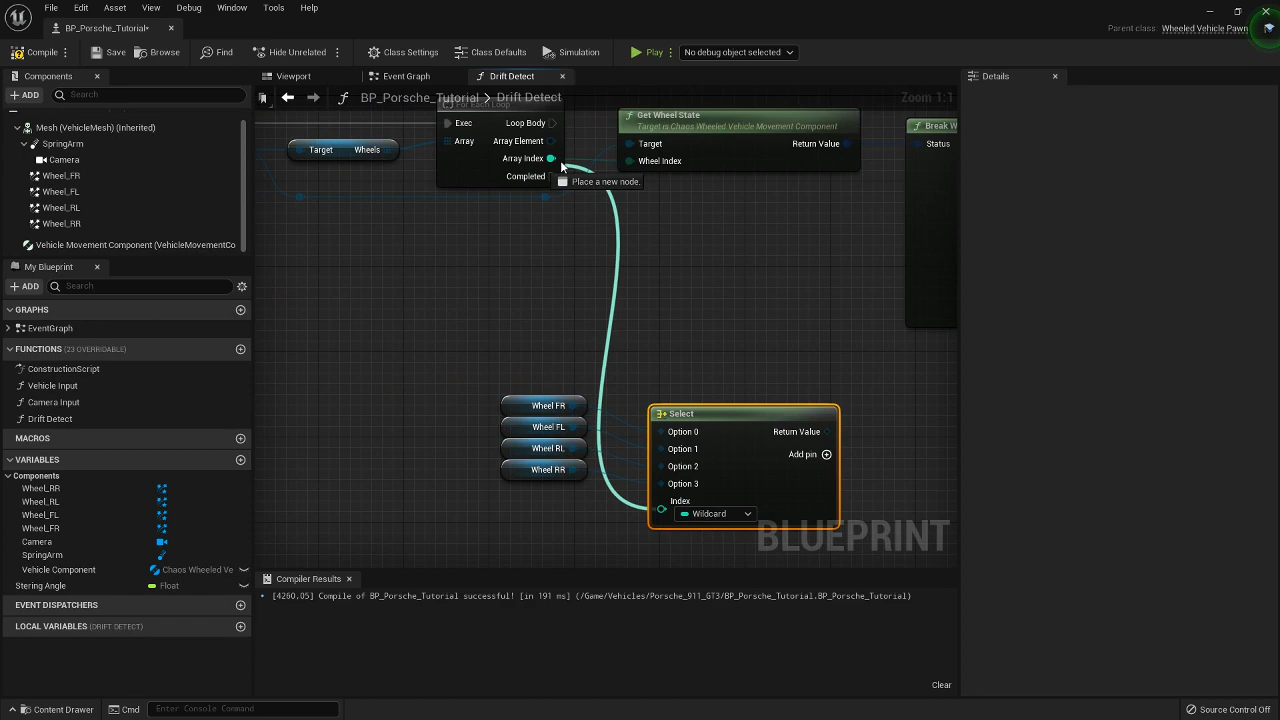 File Edit Asset View Debug Window Tools Help
BP_Porsche_Tutorial*
Parent class: Wheeled Vehicle Pawn
Compile Save Browse Find Hide Unrelated Class Settings Class Defaults Simulation Play No debug object selected
Components
ADD Search
Mesh (VehicleMesh) (Inherited)
SpringArm
Camera
Wheel_FR
Wheel_FL
Wheel_RL
Wheel_RR
Vehicle Movement Component (VehicleMovementCo
My Blueprint
ADD Search
GRAPHS
EventGraph
FUNCTIONS (23 OVERRIDABLE)
ConstructionScript
Vehicle Input
Camera Input
Drift Detect
MACROS
VARIABLES
Components
Wheel_RR
Wheel_RL
Wheel_FL
Wheel_FR
Camera
SpringArm
Vehicle Component Chaos Wheeled Ve
Stering Angle Float
EVENT DISPATCHERS
LOCAL VARIABLES (DRIFT DETECT)
Viewport Event Graph Drift Detect
BP_Porsche_Tutorial > Drift Detect
Zoom 1:1
For Each Loop
Exec Loop Body
Array Array Element
Array Index
Completed
Target Wheels
Place a new node.
Get Wheel State
Target is Chaos Wheeled Vehicle Movement Component
Target Return Value
Wheel Index
Break W
Status
Wheel FR
Wheel FL
Wheel RL
Wheel RR
Select
Option 0 Return Value
Option 1 Add pin
Option 2
Option 3
Index
Wildcard
BLUEPRINT
Details
Compiler Results
[4260.05] Compile of BP_Porsche_Tutorial successful! [in 191 ms] (/Game/Vehicles/Porsche_911_GT3/BP_Porsche_Tutorial.BP_Porsche_Tutorial)
Clear
Content Drawer Cmd Enter Console Command Source Control Off